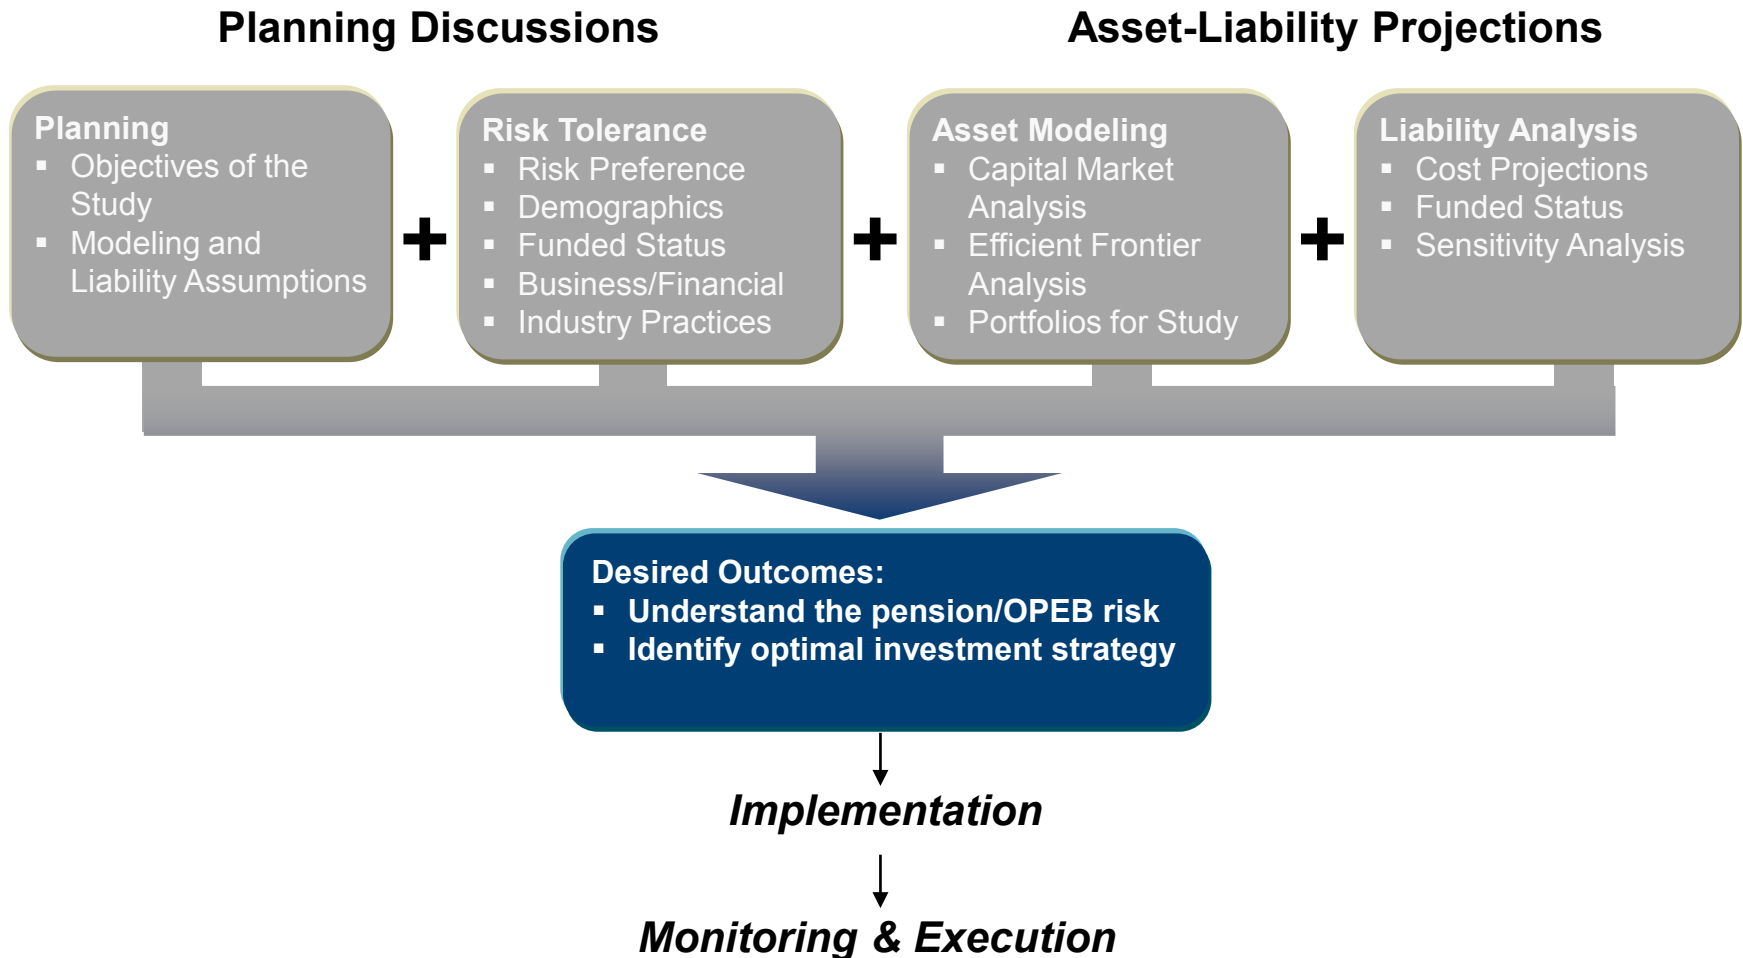 Planning Discussions
Asset-Liability Projections
Planning
▪ Objectives of the
Study
▪ Modeling and
Liability Assumptions
+
Risk Tolerance
▪ Risk Preference
▪ Demographics
▪ Funded Status
▪ Business/Financial
▪ Industry Practices
+
Asset Modeling
▪ Capital Market
Analysis
▪ Efficient Frontier
Analysis
▪ Portfolios for Study
+
Liability Analysis
▪ Cost Projections
▪ Funded Status
▪ Sensitivity Analysis
Desired Outcomes:
▪ Understand the pension/OPEB risk
▪ Identify optimal investment strategy
Implementation
Monitoring & Execution